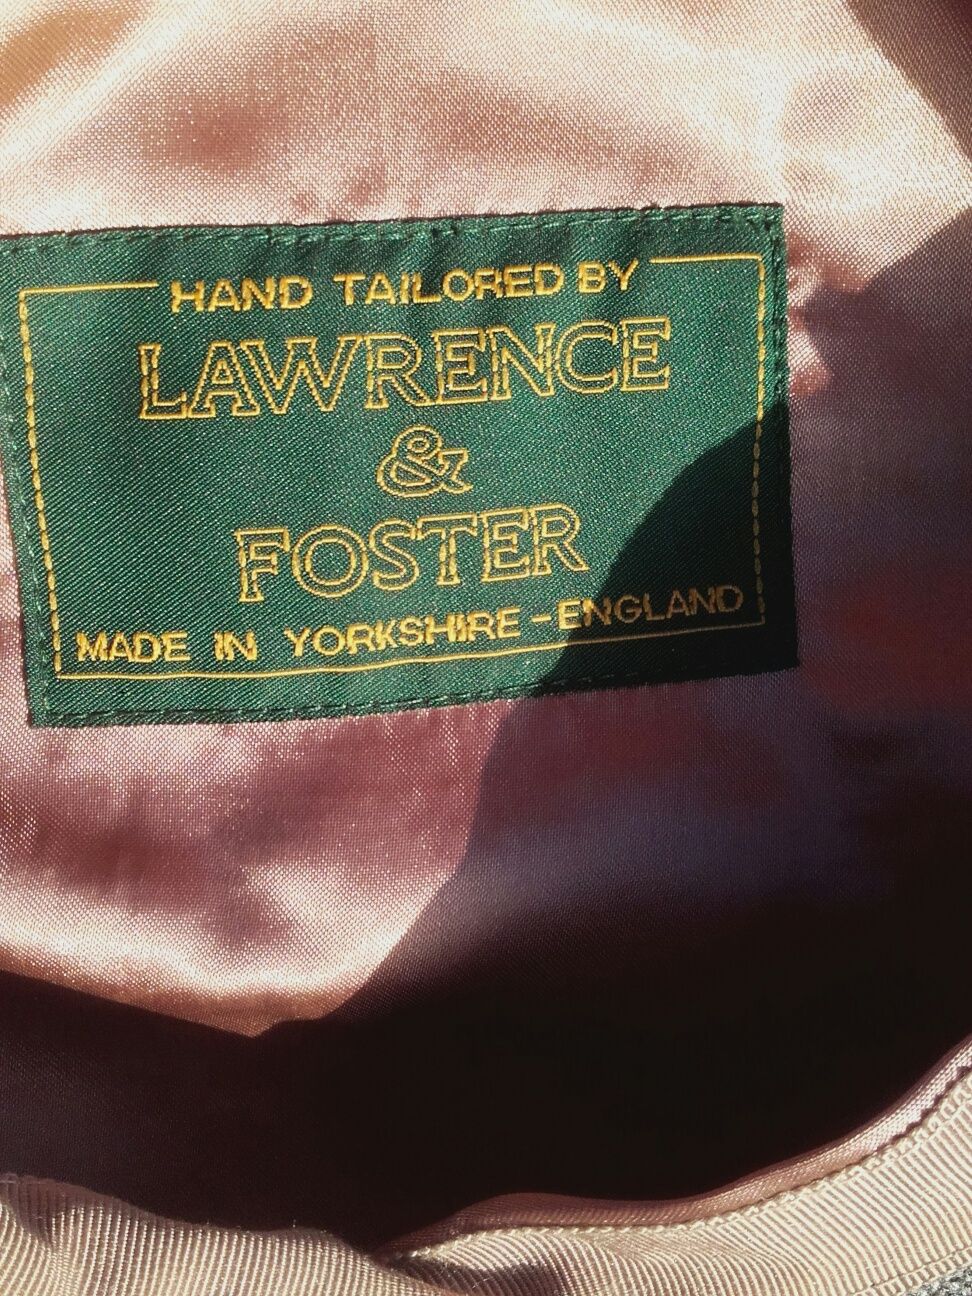 HAND TAILORED BY
LAWRENCE
&
FOSTER
MADE IN YORKSHIRE - ENGLAND